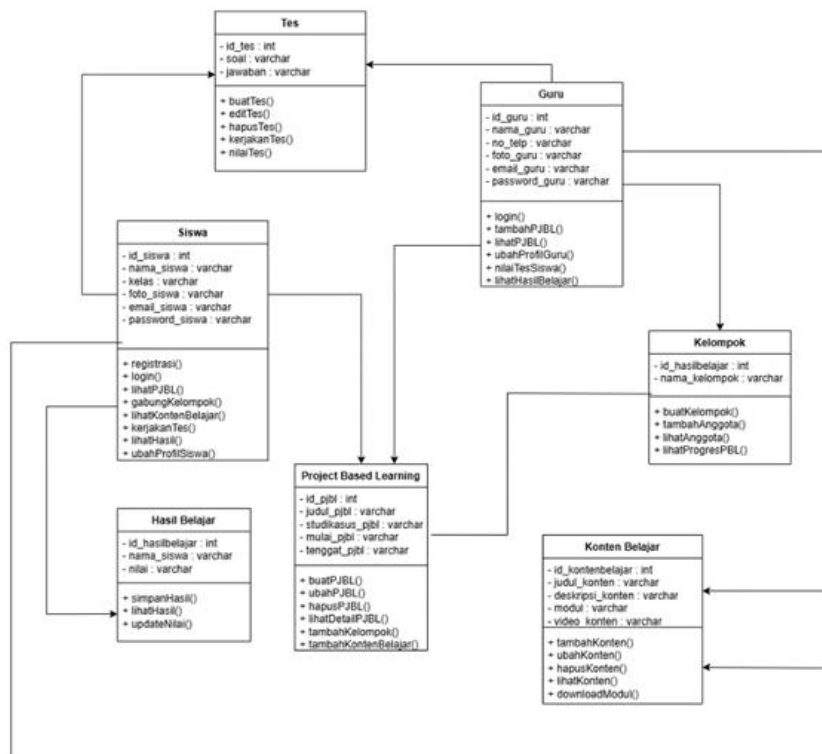 Tes
- id_tes : int
- soal : varchar
- jawaban : varchar
+ buatTes()
+ editTes()
+ hapusTes()
+ kerjakanTes()
+ nilaiTes()
Guru
- id_guru : int
- nama_guru : varchar
- no_telp : varchar
- foto_guru : varchar
- email_guru : varchar
- password_guru : varchar
+ login()
+ tambahPJBL()
+ lihatPJBL()
+ ubahProfilGuru()
+ nilaiTesSiswa()
+ lihatHasilBelajar()
Siswa
- id_siswa : int
- nama_siswa : varchar
- kelas : varchar
- foto_siswa : varchar
- email_siswa : varchar
- password_siswa : varchar
+ registrasi()
+ login()
+ lihatPJBL()
+ gabungKelompok()
+ lihatKontenBelajar()
+ kerjakanTes()
+ lihatHasil()
+ ubahProfilSiswa()
Kelompok
- id_hasilbelajar : int
- nama_kelompok : varchar
+ buatKelompok()
+ tambahAnggota()
+ lihatAnggota()
+ lihatProgresPBL()
Project Based Learning
- id_pjbl : int
- judul_pjbl : varchar
- studikasus_pjbl : varchar
- mulai_pjbl : varchar
- tenggat_pjbl : varchar
+ buatPJBL()
+ ubahPJBL()
+ hapusPJBL()
+ lihatDetailPJBL()
+ tambahKelompok()
+ tambahKontenBelajar()
Hasil Belajar
- id_hasilbelajar : int
- nama_siswa : varchar
- nilai : varchar
+ simpanHasil()
+ lihatHasil()
+ updateNilai()
Konten Belajar
- id_kontenbelajar : int
- judul_konten : varchar
- deskripsi_konten : varchar
- modul : varchar
- video_konten : varchar
+ tambahKonten()
+ ubahKonten()
+ hapusKonten()
+ lihatKonten()
+ downloadModul()